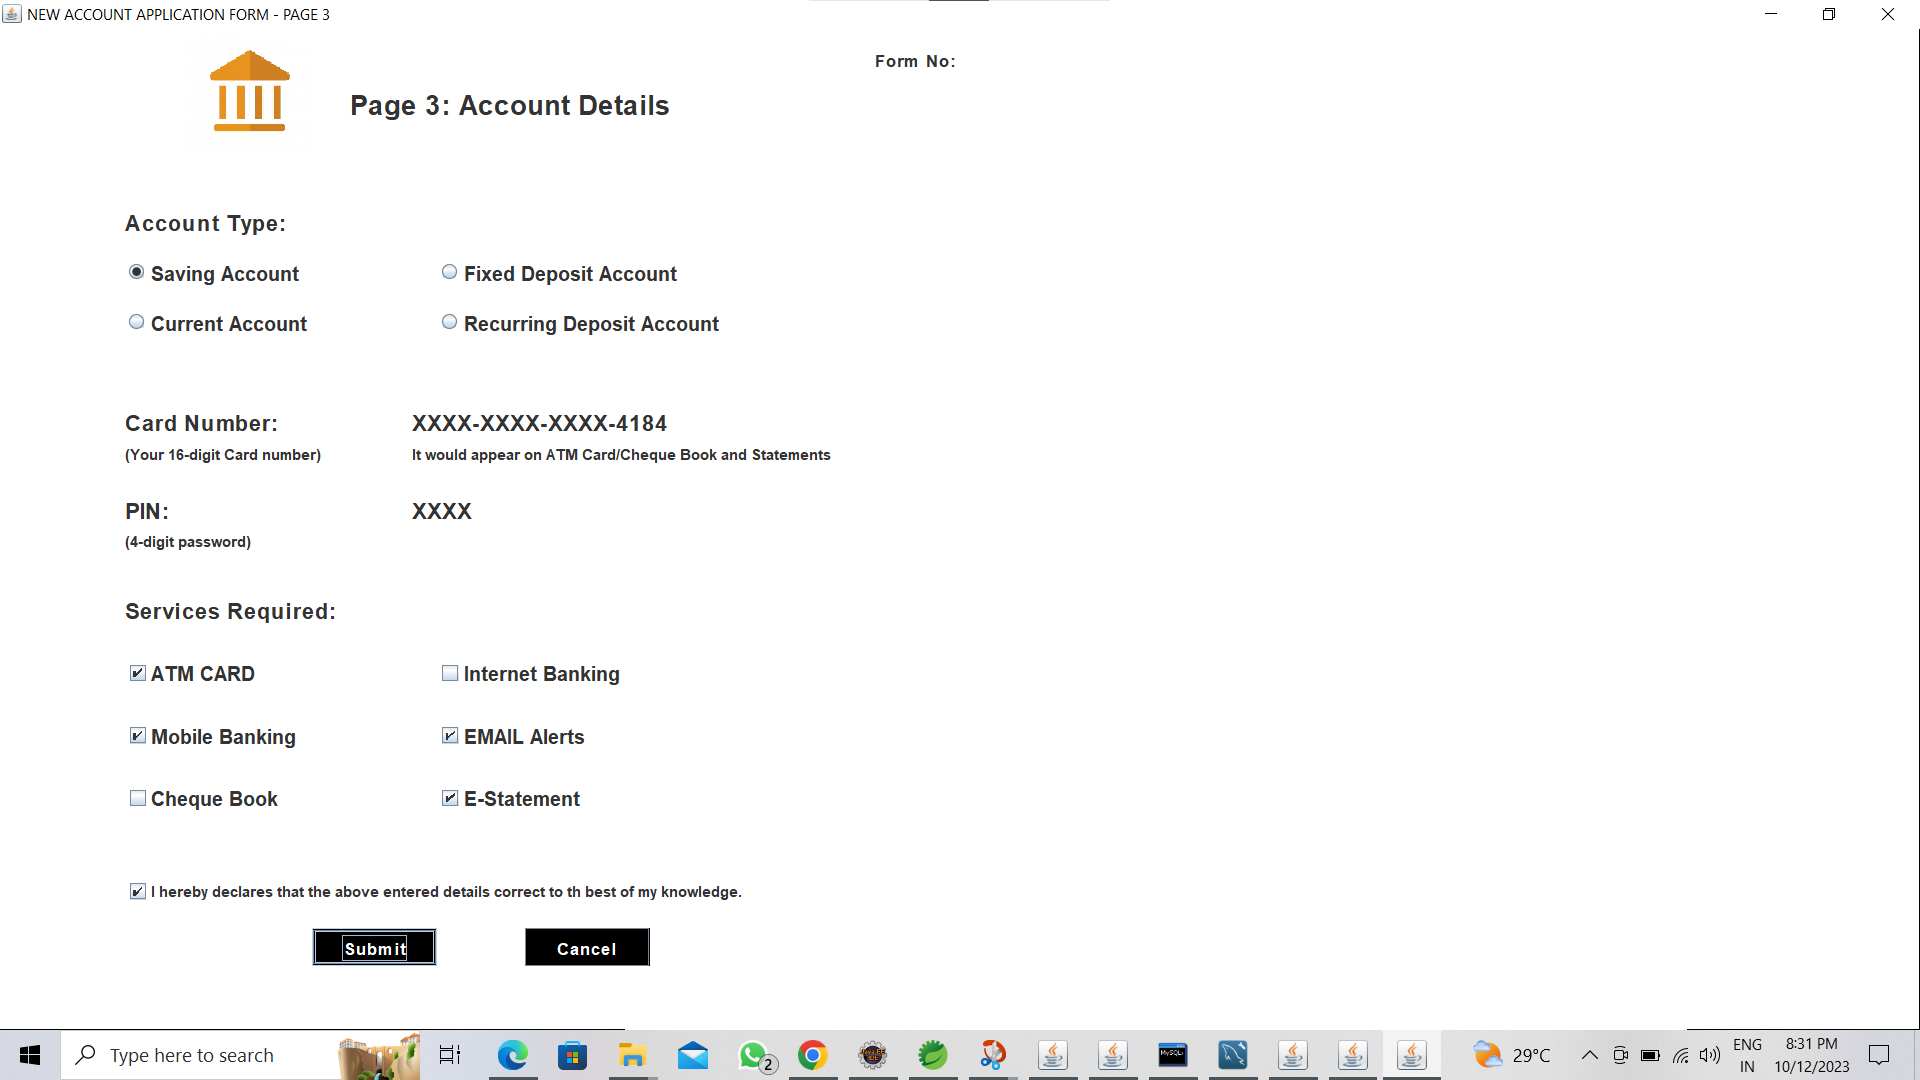 NEW ACCOUNT APPLICATION FORM - PAGE 3
Form No:
Page 3: Account Details
Account Type:
Saving Account Fixed Deposit Account
Current Account Recurring Deposit Account
Card Number: XXXX-XXXX-XXXX-4184
(Your 16-digit Card number) It would appear on ATM Card/Cheque Book and Statements
PIN: XXXX
(4-digit password)
Services Required:
ATM CARD Internet Banking
Mobile Banking EMAIL Alerts
Cheque Book E-Statement
I hereby declares that the above entered details correct to th best of my knowledge.
Submit Cancel
Type here to search 2 MySQL 29°C ENG IN 8:31 PM 10/12/2023